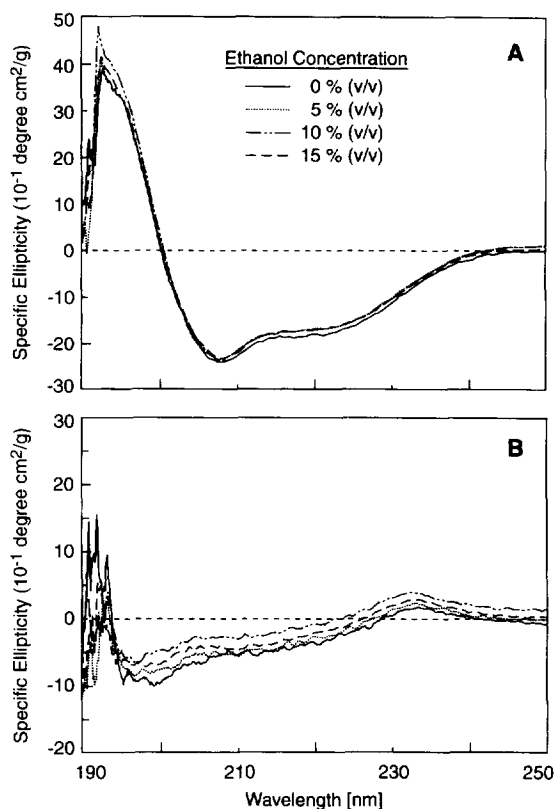 A
Ethanol Concentration
0 % (v/v)
5 % (v/v)
10 % (v/v)
15 % (v/v)
Specific Ellipticity (10⁻¹ degree cm²/g)
50
40
30
20
10
0
-10
-20
-30
B
Specific Ellipticity (10⁻¹ degree cm²/g)
30
20
10
0
-10
-20
190
210
230
250
Wavelength [nm]